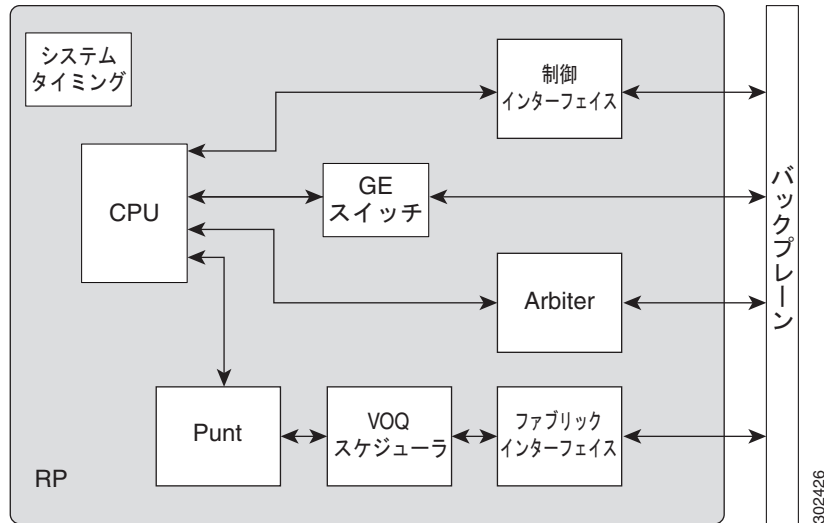 システム
タイミング
制御
インターフェイス
CPU
GE
スイッチ
Arbiter
Punt
VOQ
スケジューラ
ファブリック
インターフェイス
RP
バックプレーン
302426